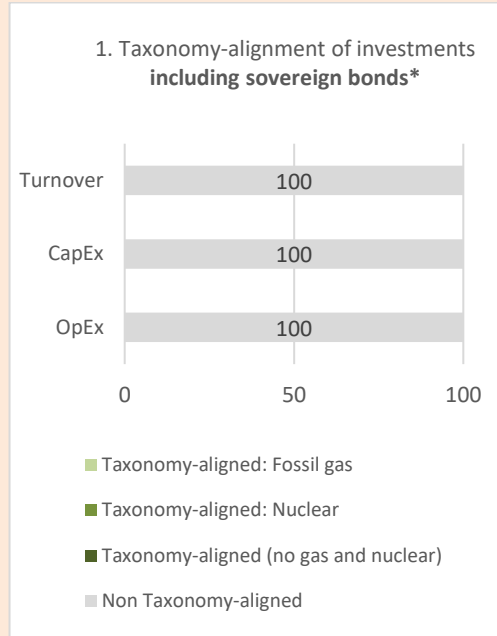 1. Taxonomy-alignment of investments
including sovereign bonds*
Turnover 100
CapEx 100
OpEx 100
0 50 100
Taxonomy-aligned: Fossil gas
Taxonomy-aligned: Nuclear
Taxonomy-aligned (no gas and nuclear)
Non Taxonomy-aligned